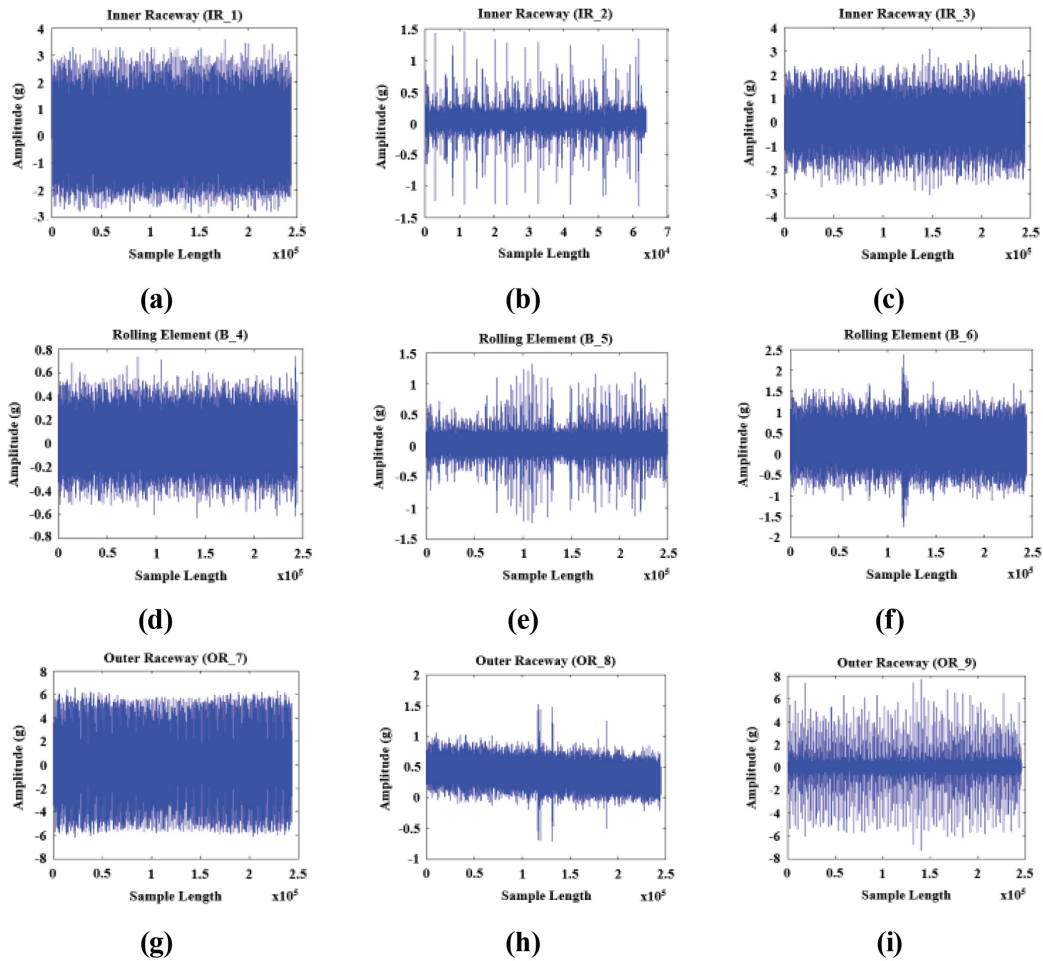 Inner Raceway (IR_1)
4
3
2
1
0
-1
-2
3
Amplitude (g)
0 0.5 1 1.5 2 2.5
Sample Length x10^5
(a)
Inner Raceway (IR_2)
1.5
1
0.5
0
-0.5
-1
1.5
Amplitude (g)
0 1 2 3 4 5 6 7
Sample Length x10^4
(b)
Inner Raceway (IR_3)
4
3
2
1
0
-1
-2
-3
-4
Amplitude (g)
0 0.5 1 1.5 2 2.5
Sample Length x10^5
(c)
Rolling Element (B_4)
0.8
0.6
0.4
0.2
0
-0.2
-0.4
-0.6
0.8
Amplitude (g)
0 0.5 1 1.5 2 2.5
Sample Length x10^5
(d)
Rolling Element (B_5)
1.5
1
0.5
0
-0.5
-1
-1.5
Amplitude (g)
0 0.5 1 1.5 2 2.5
Sample Length x10^5
(e)
Rolling Element (B_6)
2.5
2
1.5
1
0.5
0
-0.5
-1
-1.5
-2
Amplitude (g)
0 0.5 1 1.5 2 2.5
Sample Length x10^5
(f)
Outer Raceway (OR_7)
8
6
4
2
0
-2
-4
-6
-8
Amplitude (g)
0 0.5 1 1.5 2 2.5
Sample Length x10^5
(g)
Outer Raceway (OR_8)
2
1.5
1
0.5
0
-0.5
-1
Amplitude (g)
0 0.5 1 1.5 2 2.5
Sample Length x10^5
(h)
Outer Raceway (OR_9)
8
6
4
2
0
-2
-4
-6
-8
Amplitude (g)
0 0.5 1 1.5 2 2.5
Sample Length x10^5
(i)